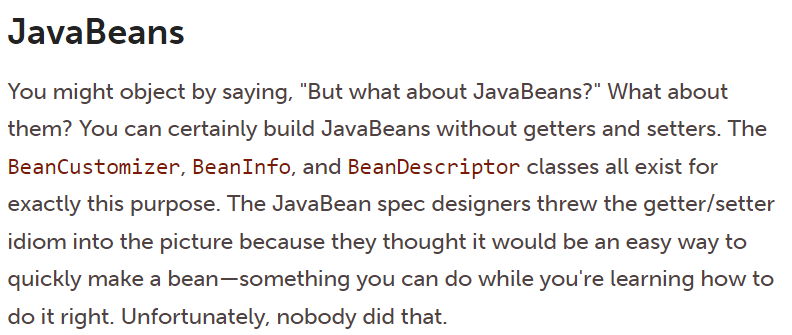 JavaBeans
You might object by saying, "But what about JavaBeans?" What about
them? You can certainly build JavaBeans without getters and setters. The
BeanCustomizer, BeanInfo, and BeanDescriptor classes all exist for
exactly this purpose. The JavaBean spec designers threw the getter/setter
idiom into the picture because they thought it would be an easy way to
quickly make a bean—something you can do while you're learning how to
do it right. Unfortunately, nobody did that.